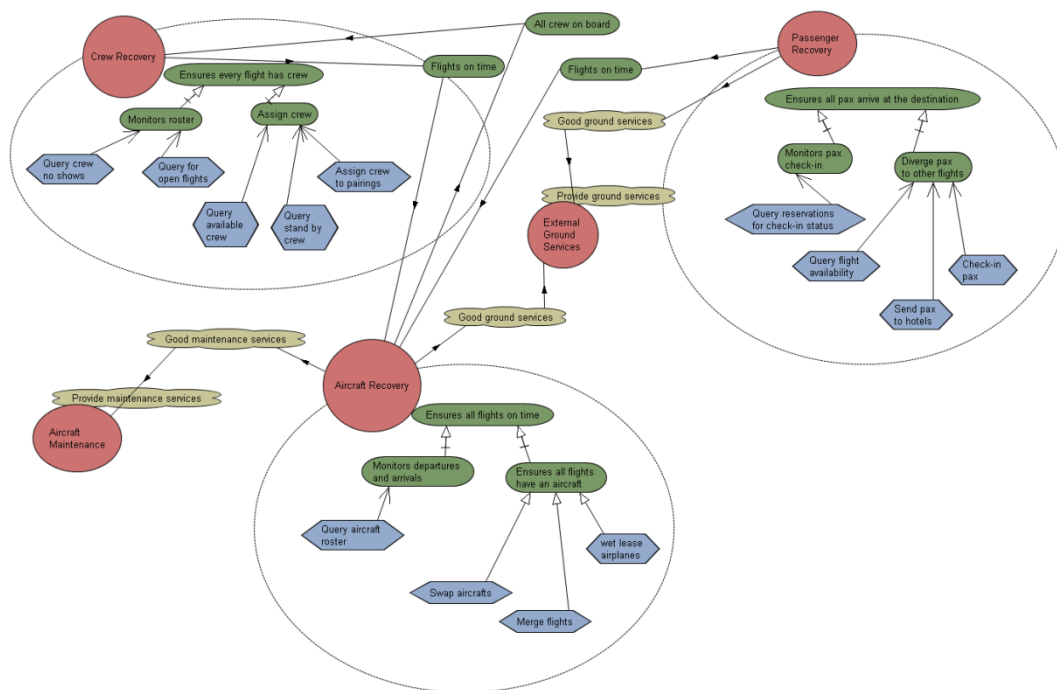 All crew on board
Crew Recovery
Passenger
Recovery
Flights on time
Flights on time
Ensures every flight has crew
Monitors roster
Assign crew
Query crew
no shows
Query for
open flights
Assign crew
to pairings
Query
available
crew
Query
stand by
crew
Good ground services
Provide ground services
External
Ground
Services
Ensures all pax arrive at the destination
Monitors pax
check-in
Diverge pax
to other flights
Query reservations
for check-in status
Query flight
availability
Check-in
pax
Send pax
to hotels
Good ground services
Good maintenance services
Provide maintenance services
Aircraft
Maintenance
Aircraft Recovery
Ensures all flights on time
Monitors departures
and arrivals
Ensures all flights
have an aircraft
Query aircraft
roster
wet lease
airplanes
Swap aircrafts
Merge flights